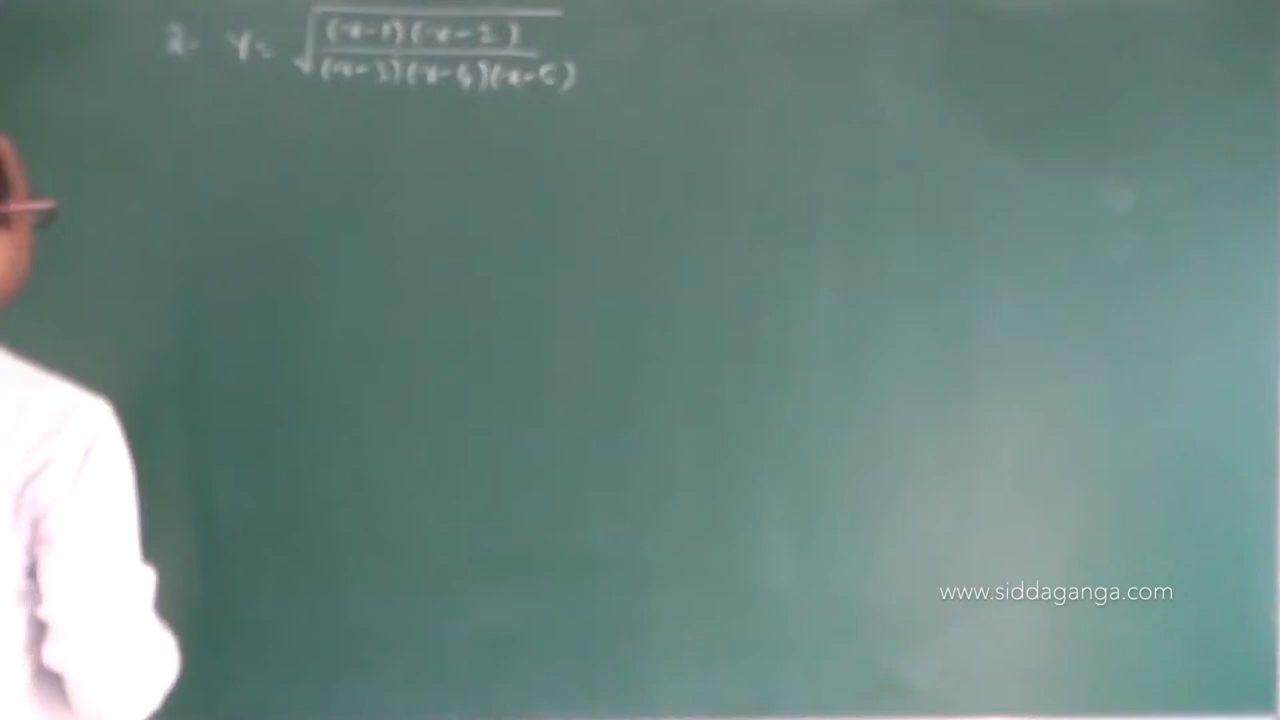 2. y = √((x-1)(x-2)
(x-3)(x-4)(x-5))
www.siddaganga.com